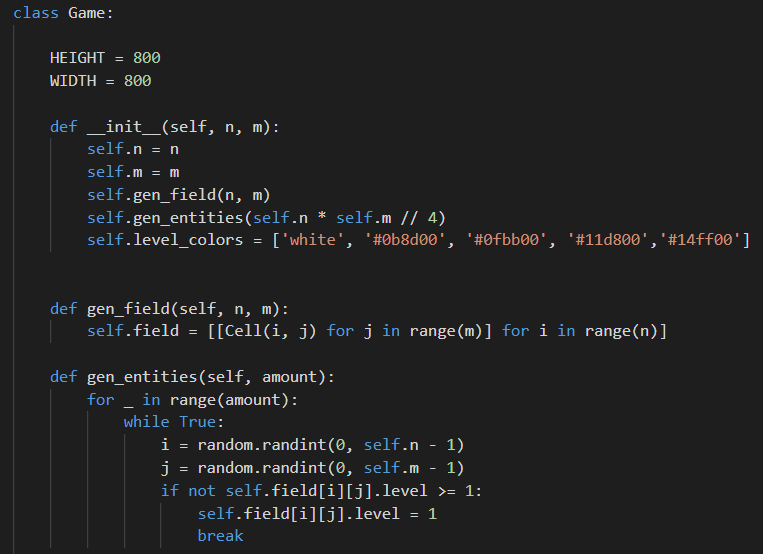 class Game:
    HEIGHT = 800
    WIDTH = 800
    def __init__(self, n, m):
        self.n = n
        self.m = m
        self.gen_field(n, m)
        self.gen_entities(self.n * self.m // 4)
        self.level_colors = ['white', '#0b8d00', '#0fbb00', '#11d800','#14ff00']
    def gen_field(self, n, m):
        self.field = [[Cell(i, j) for j in range(m)] for i in range(n)]
    def gen_entities(self, amount):
        for _ in range(amount):
            while True:
                i = random.randint(0, self.n - 1)
                j = random.randint(0, self.m - 1)
                if not self.field[i][j].level >= 1:
                    self.field[i][j].level = 1
                    break